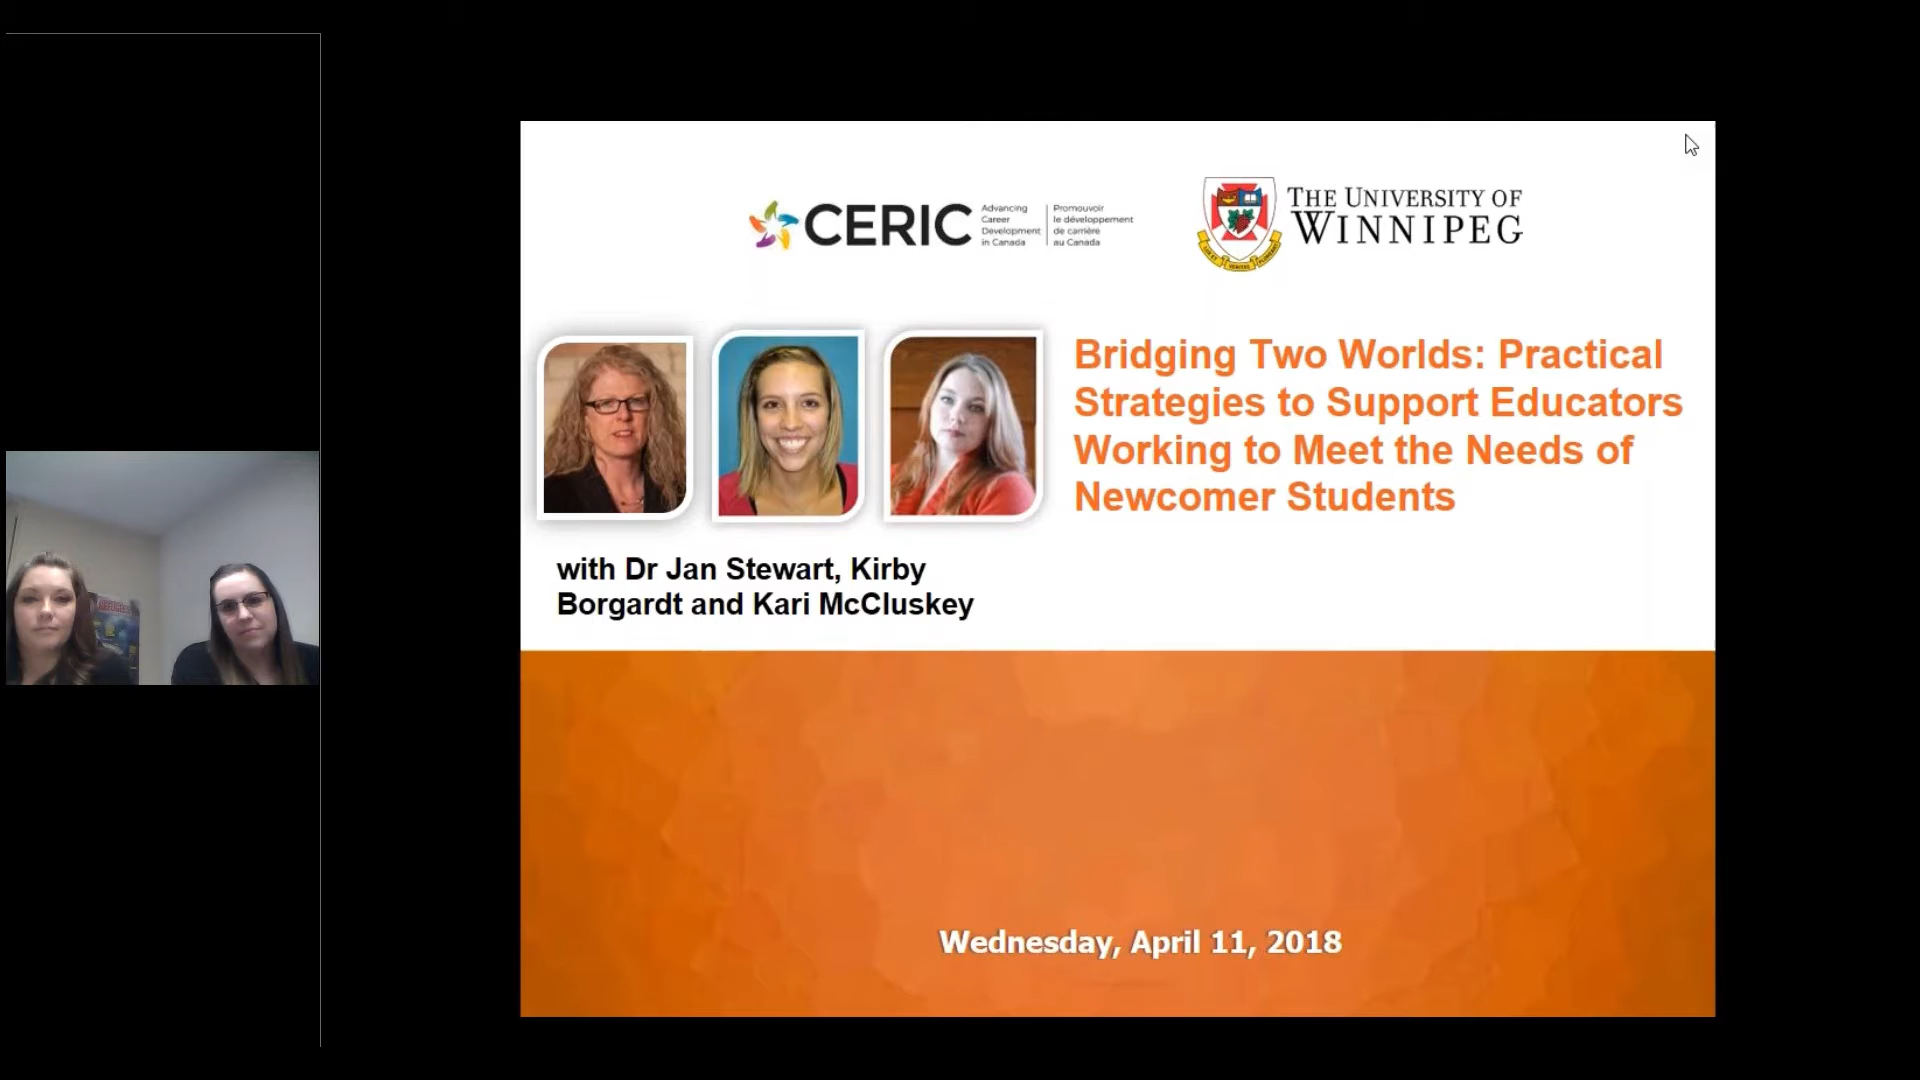 CERIC
Advancing
Career
Development
in Canada
Promouvoir
le développement
de carrière
au Canada
THE UNIVERSITY OF
WINNIPEG
Bridging Two Worlds: Practical
Strategies to Support Educators
Working to Meet the Needs of
Newcomer Students
with Dr Jan Stewart, Kirby
Borgardt and Kari McCluskey
Wednesday, April 11, 2018